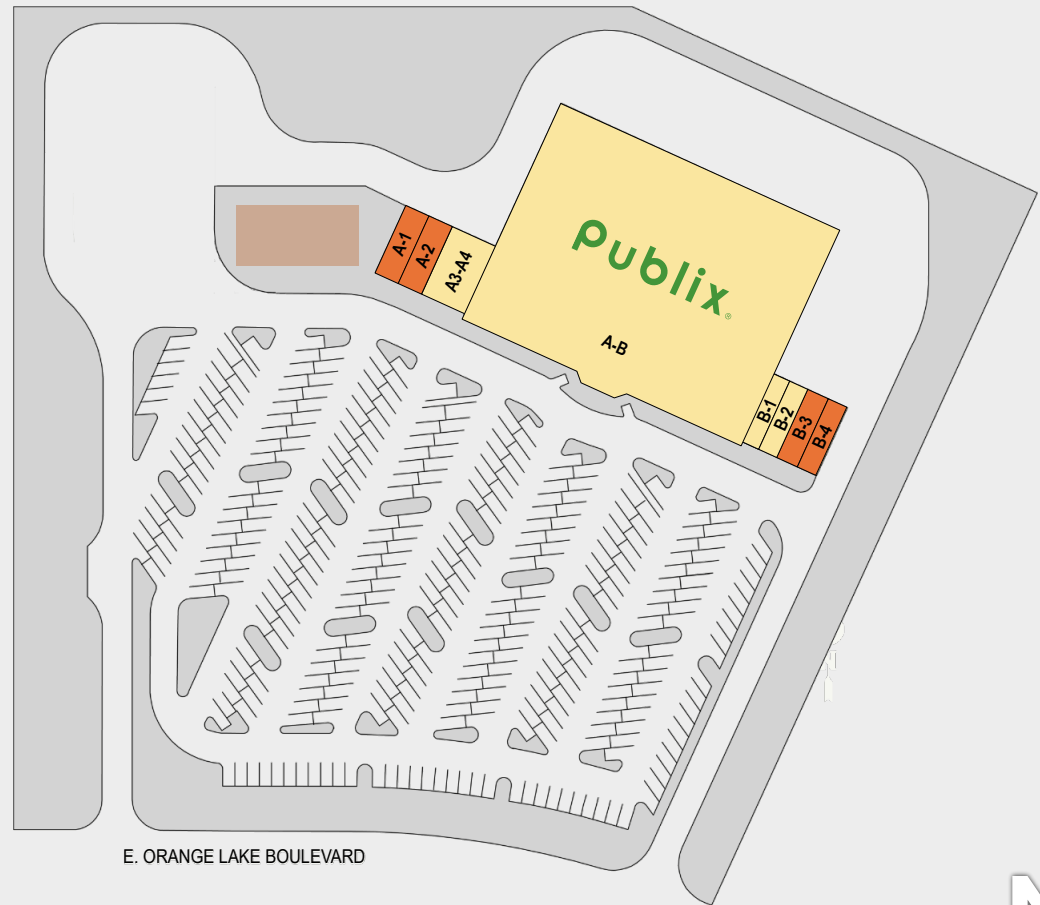 A-1
A-2
A3-A4
Publix®
A-B
B-1
B-2
B-3
B-4
E. ORANGE LAKE BOULEVARD